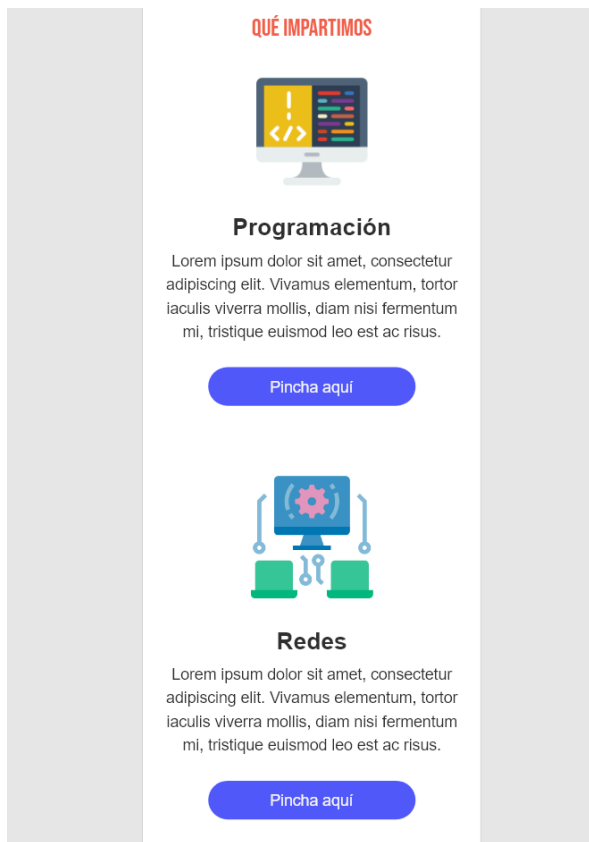 QUÉ IMPARTIMOS
</>
Programación
Lorem ipsum dolor sit amet, consectetur
adipiscing elit. Vivamus elementum, tortor
iaculis viverra mollis, diam nisi fermentum
mi, tristique euismod leo est ac risus.
Pincha aquí
Redes
Lorem ipsum dolor sit amet, consectetur
adipiscing elit. Vivamus elementum, tortor
iaculis viverra mollis, diam nisi fermentum
mi, tristique euismod leo est ac risus.
Pincha aquí